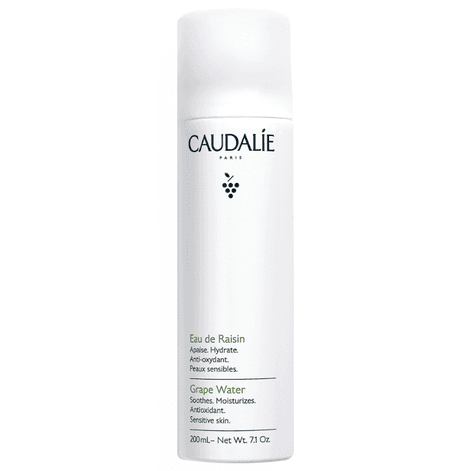 CAUDALÍE
PARIS
Eau de Raisin
Apaise. Hydrate.
Anti-oxydant.
Peaux sensibles.
Grape Water
Soothes. Moisturizes.
Antioxidant.
Sensitive skin.
200mL– Net Wt. 7.1 Oz.